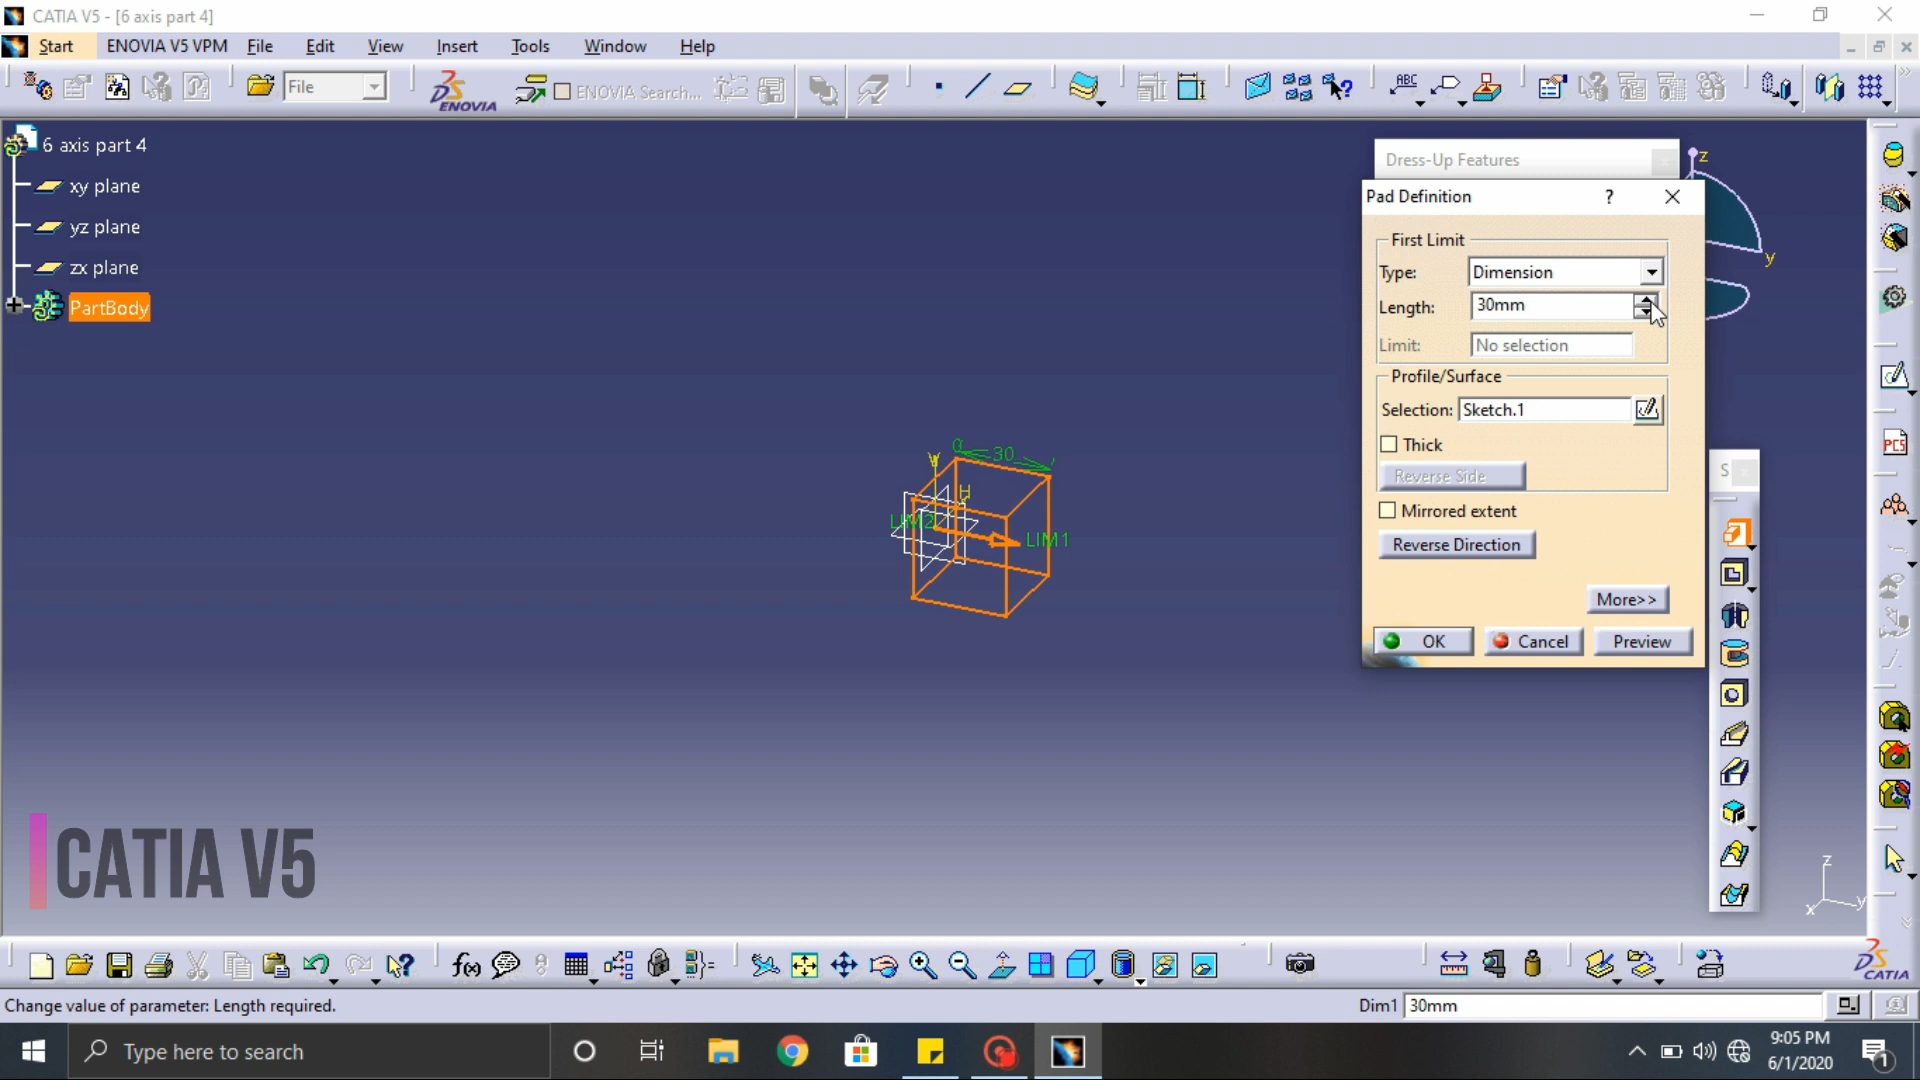 CATIA V5 - [6 axis part 4]
Start ENOVIA V5 VPM File Edit View Insert Tools Window Help
File
ENOVIA
ENOVIA Search...
ABC
6 axis part 4
xy plane
yz plane
zx plane
PartBody
Dress-Up Features
Pad Definition ?
First Limit
Type: Dimension
Length: 30mm
Limit: No selection
Profile/Surface
Selection: Sketch.1
Thick
Reverse Side
Mirrored extent
Reverse Direction
More>>
OK Cancel Preview
z
y
PCS
S
30
V
H
LIM2
LIM1
z
x y
CATIA V5
f(x)
CATIA
Change value of parameter: Length required.
Dim1 30mm
Type here to search
9:05 PM
6/1/2020
1